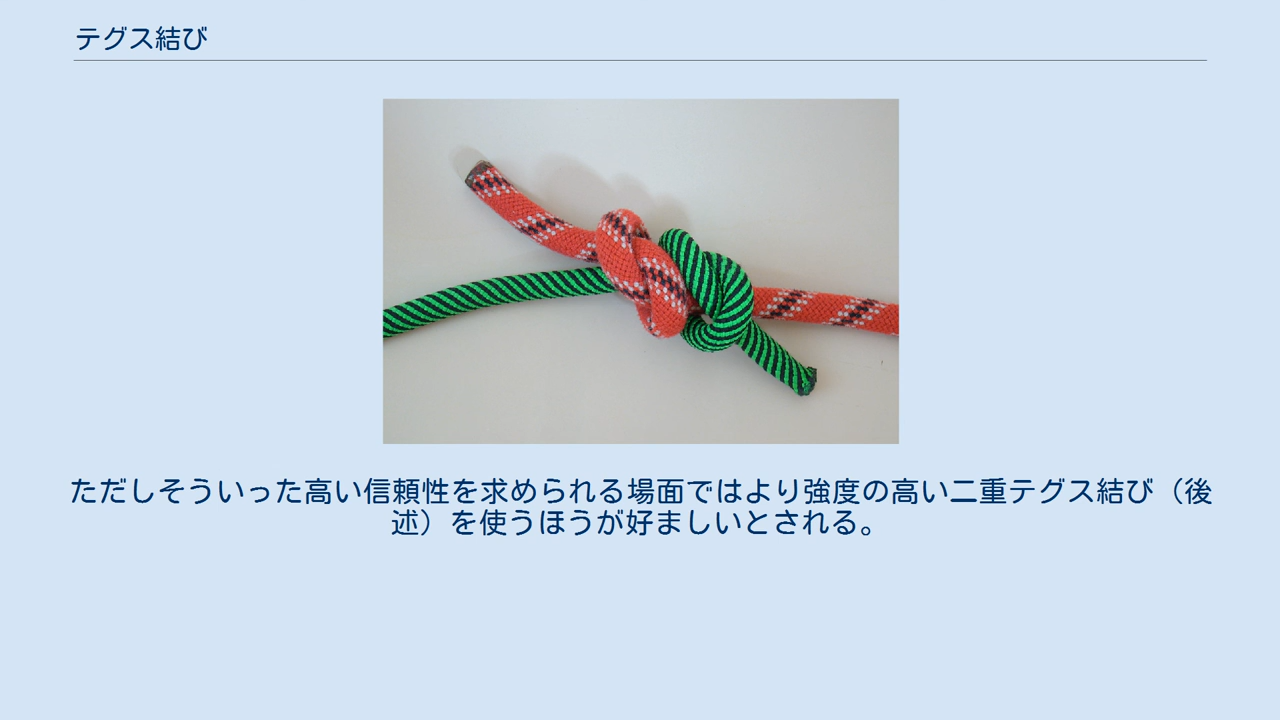 テグス結び
ただしそういった高い信頼性を求められる場面ではより強度の高い二重テグス結び（後
述）を使うほうが好ましいとされる。